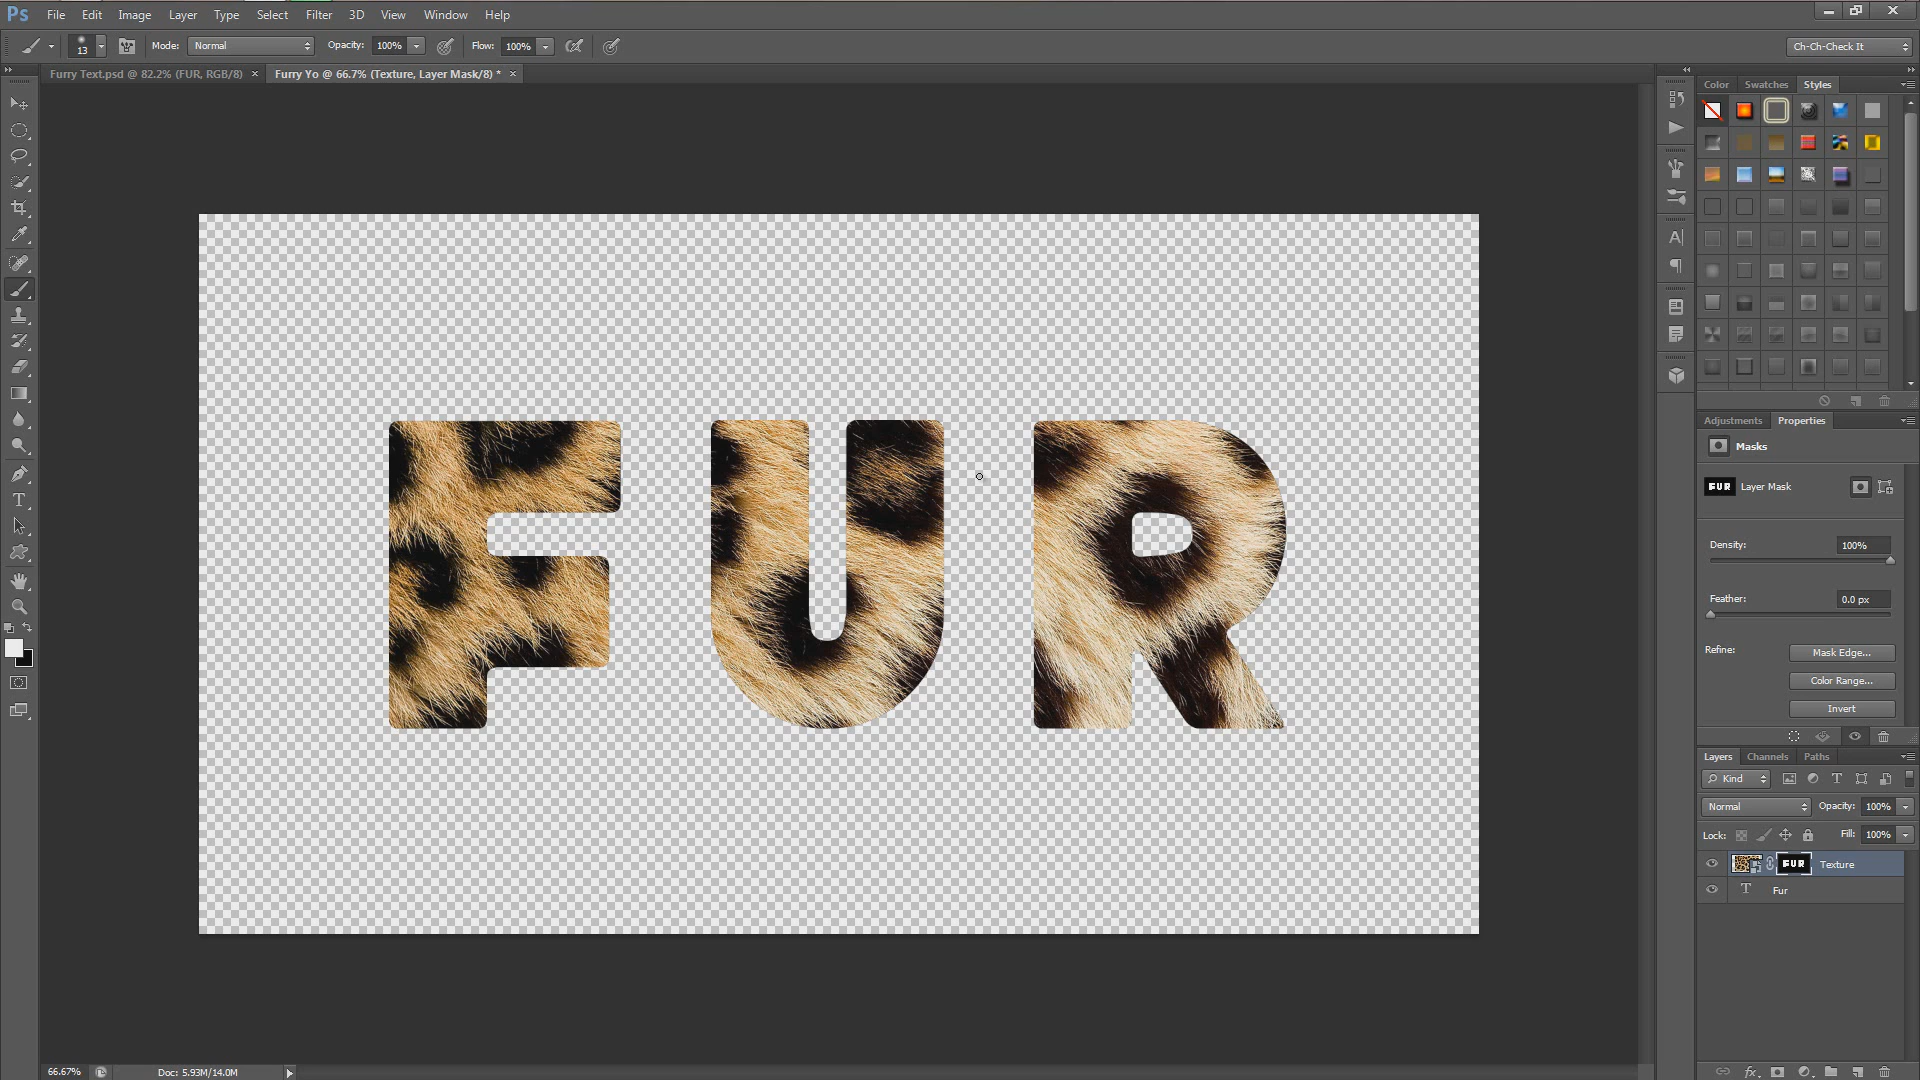 Ps File Edit Image Layer Type Select Filter 3D View Window Help
13 Mode: Normal Opacity: 100% Flow: 100% Ch-Ch-Check It
Furry Text.psd @ 82.2% (FUR, RGB/8) × Furry Yo @ 66.7% (Texture, Layer Mask/8) * ×
Color Swatches Styles
FUR
Adjustments Properties
Masks
FUR Layer Mask
Density: 100%
Feather: 0.0 px
Refine: Mask Edge...
Color Range...
Invert
Layers Channels Paths
Kind
Normal Opacity: 100%
Lock: Fill: 100%
FUR Texture
T Fur
66.67% Doc: 5.93M/14.0M
fx